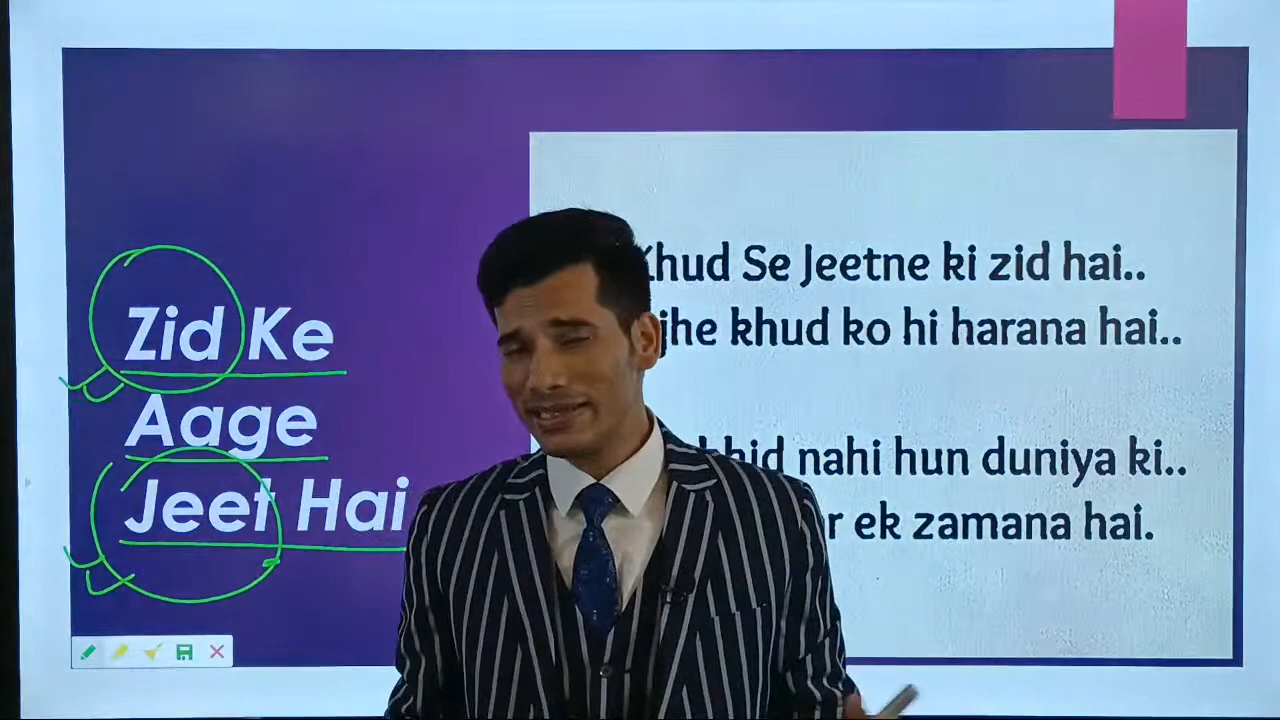 Zid Ke
Aage
Jeet Hai
Se Jeetne ki zid hai..
khud ko hi harana hai..
nahi hun duniya ki..
ek zamana hai.